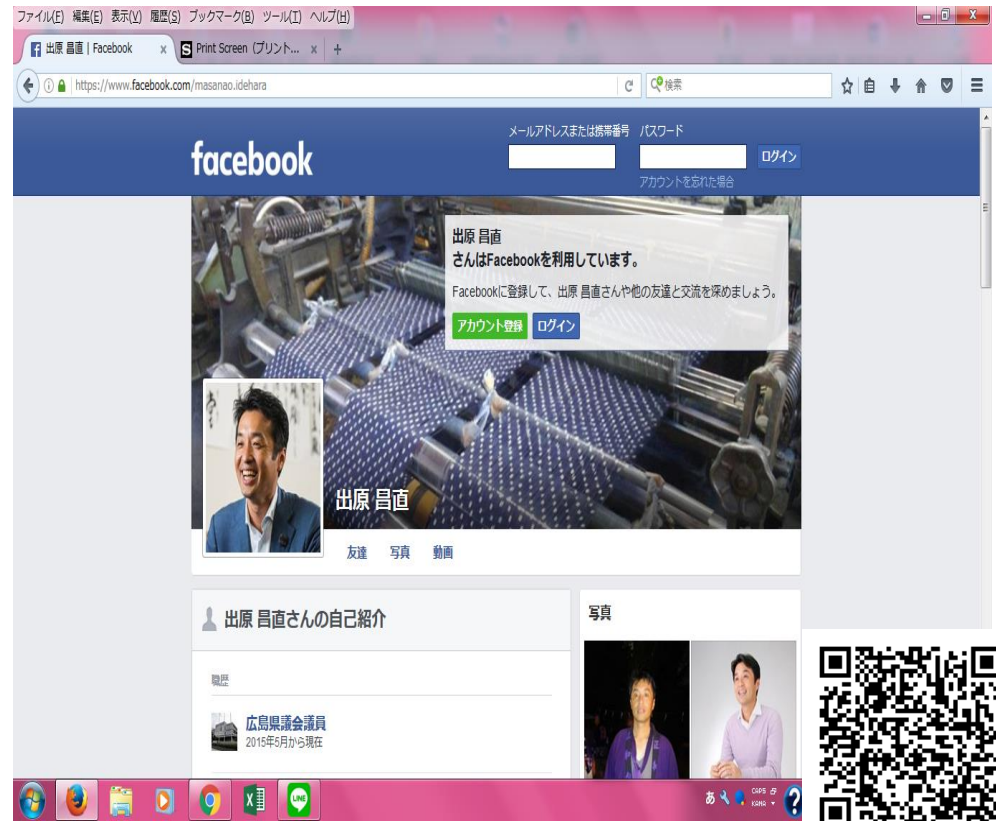 ファイル(F) 編集(E) 表示(V) 履歴(S) ブックマーク(B) ツール(T) ヘルプ(H)
出原 昌直 | Facebook × S Print Screen (プリント... × +
https://www.facebook.com/masanao.idehara
検索
facebook
メールアドレスまたは携帯番号 パスワード
ログイン
アカウントを忘れた場合
出原 昌直
さんはFacebookを利用しています。
Facebookに登録して、出原 昌直さんや他の友達と交流を深めましょう。
アカウント登録 ログイン
出原 昌直
友達 写真 動画
出原 昌直さんの自己紹介
職歴
広島県議会議員
2015年5月から現在
写真
LINE
あ CAPS
KANA